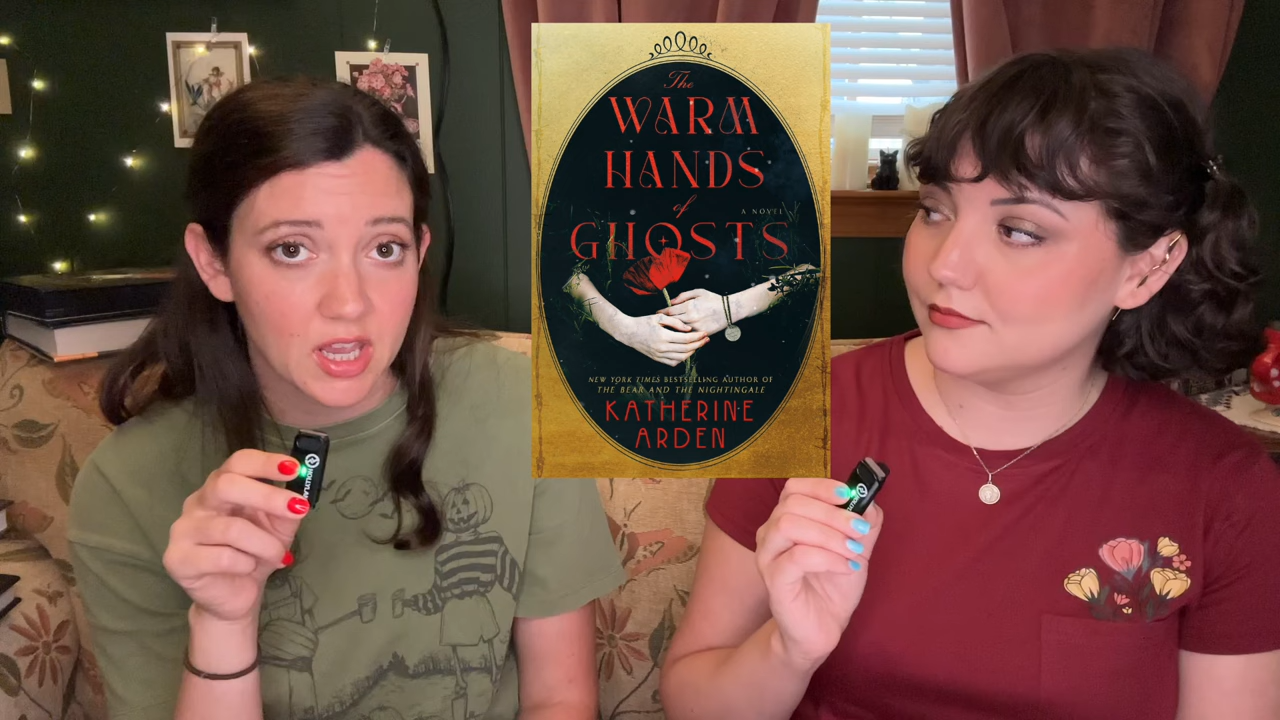 The
WARM
HANDS
of
A NOVEL
GHOSTS
NEW YORK TIMES BESTSELLING AUTHOR OF
THE BEAR AND THE NIGHTINGALE
KATHERINE
ARDEN